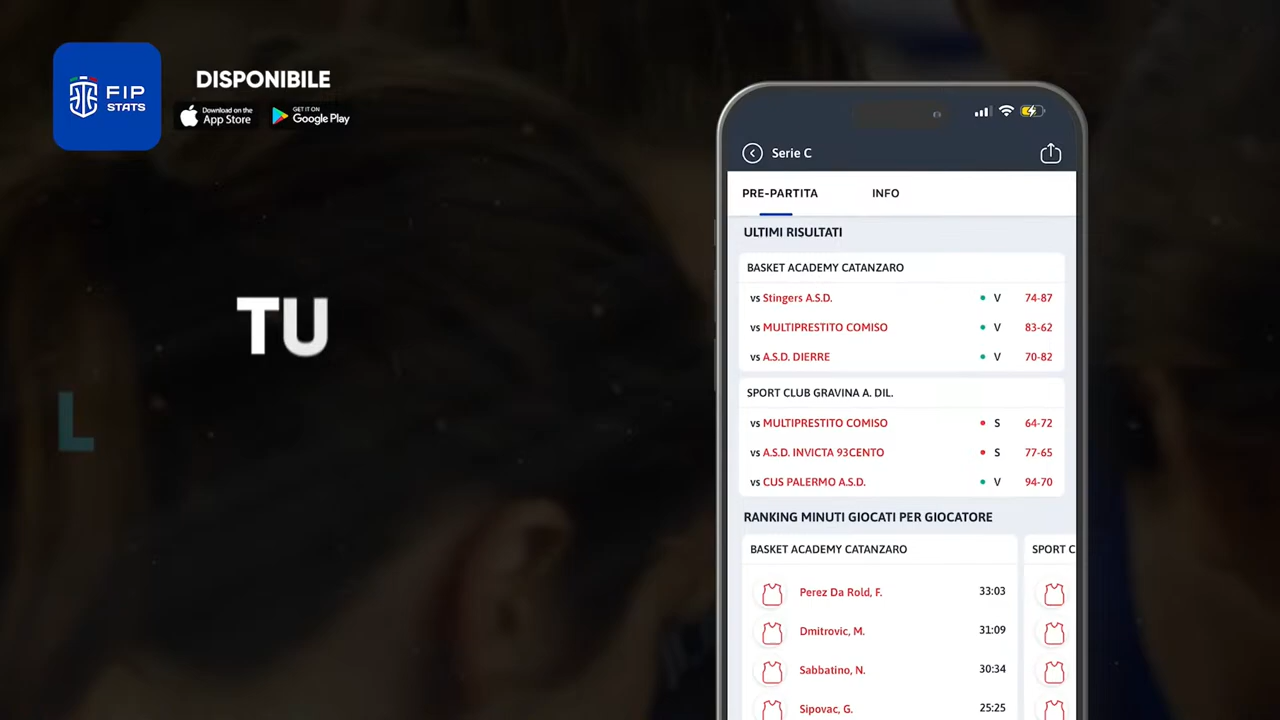 FIP
STATS
DISPONIBILE
Download on the
App Store
GET IT ON
Google Play
TU
L
Serie C
PRE-PARTITA
INFO
ULTIMI RISULTATI
BASKET ACADEMY CATANZARO
vs Stingers A.S.D. V 74-87
vs MULTIPRESTITO COMISO V 83-62
vs A.S.D. DIERRE V 70-82
SPORT CLUB GRAVINA A. DIL.
vs MULTIPRESTITO COMISO S 64-72
vs A.S.D. INVICTA 93CENTO S 77-65
vs CUS PALERMO A.S.D. V 94-70
RANKING MINUTI GIOCATI PER GIOCATORE
BASKET ACADEMY CATANZARO
SPORT C
Perez Da Rold, F. 33:03
Dmitrovic, M. 31:09
Sabbatino, N. 30:34
Sipovac, G. 25:25